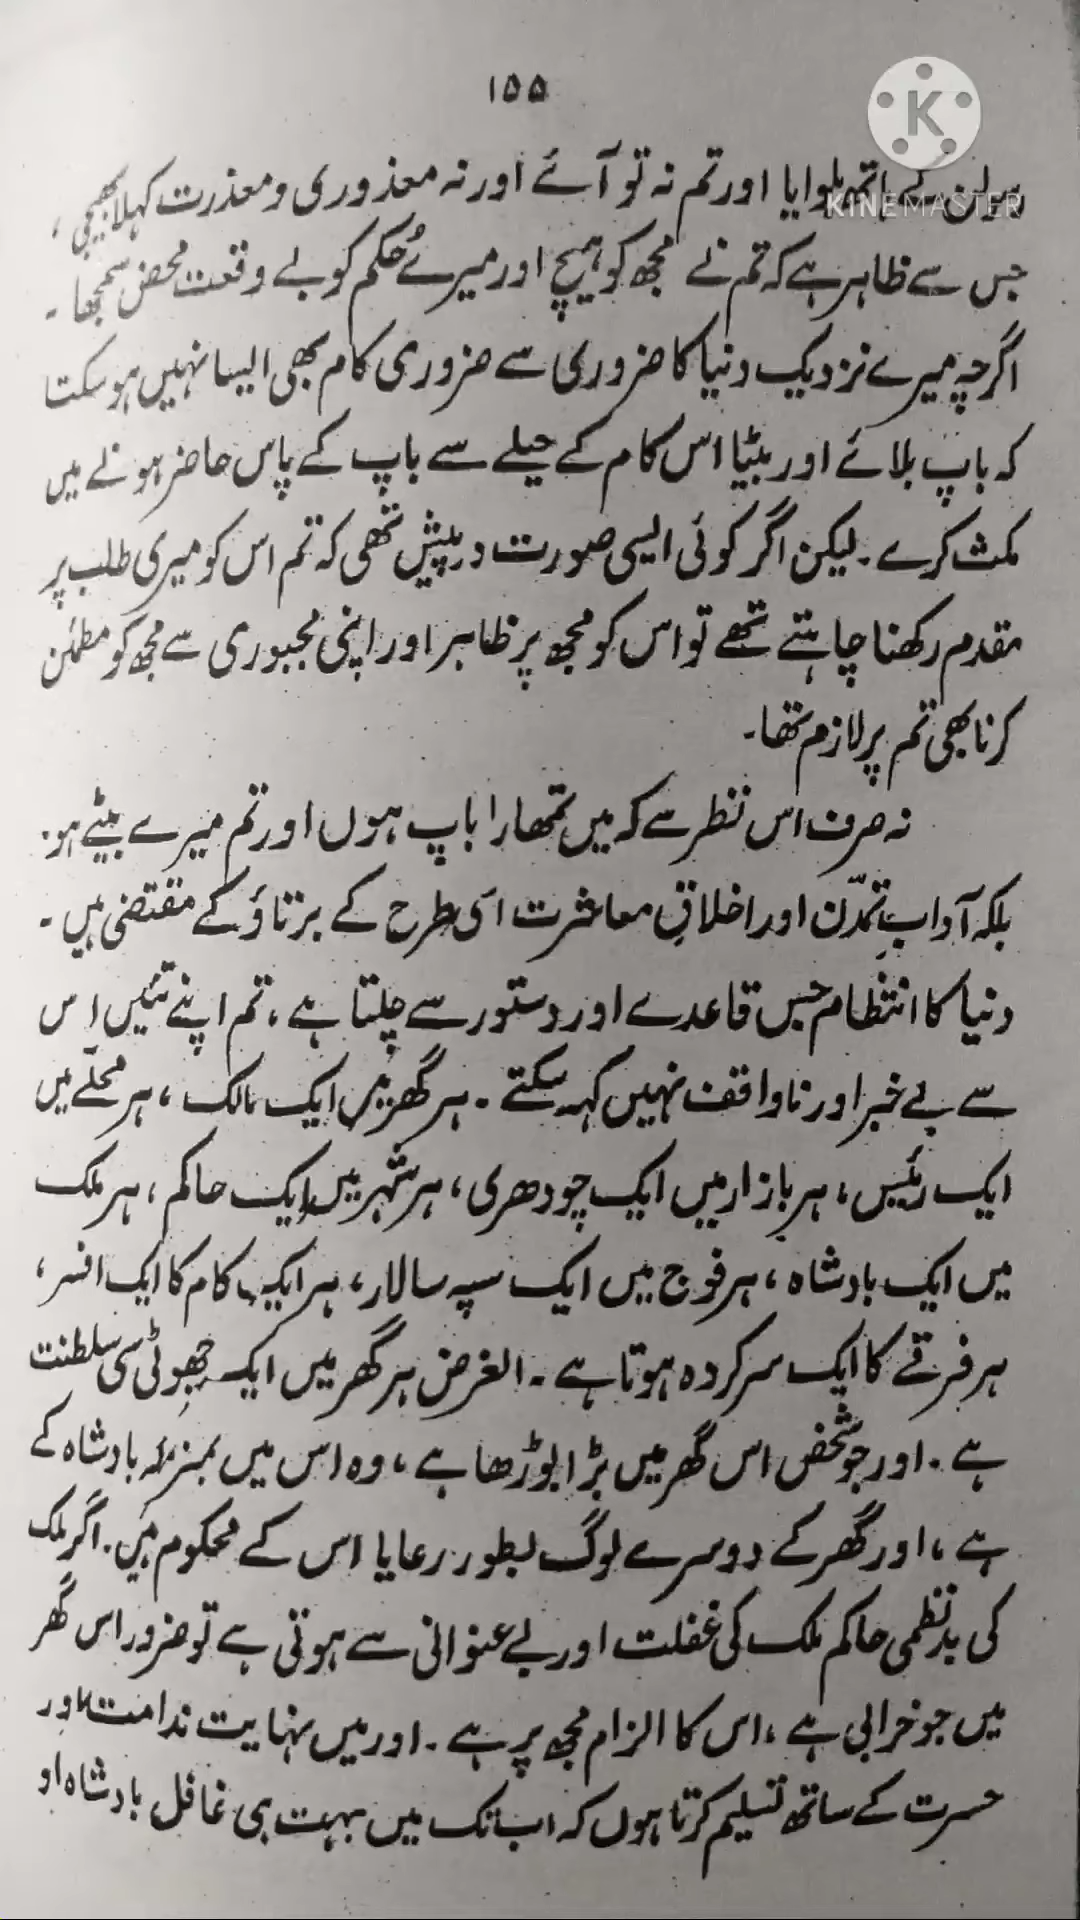 ۱۵۵
K
KINEMASTER
بلوایا اور تم نہ تو آئے اور نہ معذوری و معذرت کہلا بھیجی،
جس سے ظاہر ہے کہ تم نے مجھ کو ہیچ اور میرے حُکم کو بے وقعت محض سمجھا۔
اگرچہ میرے نزدیک دنیا کا ضروری سے ضروری کام بھی ایسا نہیں ہو سکتا
کہ باپ بلائے اور بیٹا اس کام کے حیلے سے باپ کے پاس حاضر ہونے میں
مکث کرے۔ لیکن اگر کوئی ایسی صورت درپیش تھی کہ تم اس کو میری طلب پر
مقدم رکھنا چاہتے تھے تو اس کو مجھ پر ظاہر اور اپنی مجبوری سے مجھ کو مطمئن
کرنا بھی تم پر لازم تھا۔
نہ صرف اس نظر سے کہ میں تمھارا باپ ہوں اور تم میرے بیٹے ہو۔
بلکہ آدابِ تمدّن اور اخلاقِ معاشرت اسی طرح کے برتاؤ کے مقتضی ہیں۔
دنیا کا انتظام جس قاعدے اور دستور سے چلتا ہے، تم اپنے تئیں اس
سے بے خبر اور ناواقف نہیں کہہ سکتے۔ ہر گھر میں ایک مالک، ہر محلّے میں
ایک رئیس، ہر بازار میں ایک چودھری، ہر شہر میں ایک حاکم، ہر ملک
میں ایک بادشاہ، ہر فوج میں ایک سپہ سالار، ہر ایک کام کا ایک افسر،
ہر فرقے کا ایک سرکردہ ہوتا ہے۔ الغرض ہر گھر میں ایک چھوٹی سی سلطنت
ہے۔ اور جو شخص اس گھر میں بڑا بوڑھا ہے، وہ اس میں بمنزلۂ بادشاہ کے
ہے، اور گھر کے دوسرے لوگ بطور رعایا اس کے محکوم ہیں۔ اگر ملک
کی بدنظمی حاکم ملک کی غفلت اور بے عنوانی سے ہوتی ہے تو ضرور اس گھر
میں جو خرابی ہے، اس کا الزام مجھ پر ہے۔ اور میں نہایت ندامت اور
حسرت کے ساتھ تسلیم کرتا ہوں کہ اب تک میں بہت ہی غافل بادشاہ او